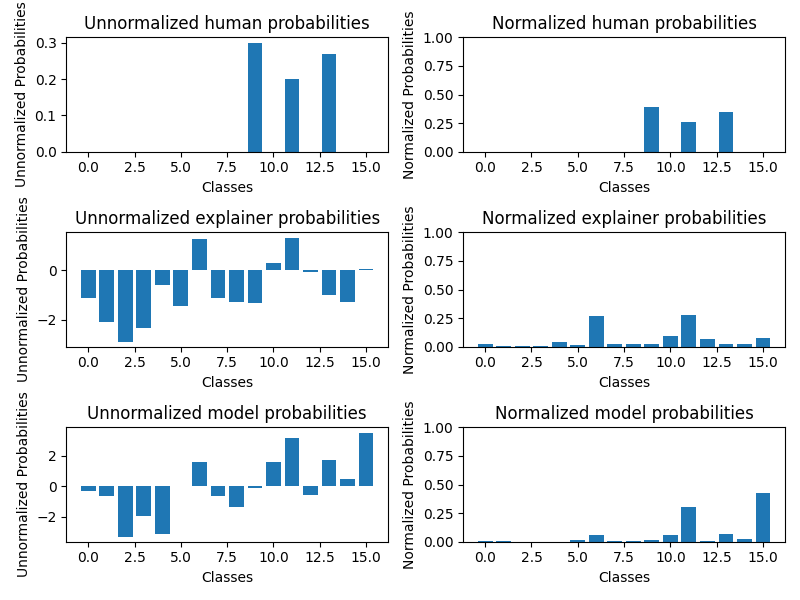 Unnormalized human probabilities
Unnormalized Probabilities
0.3
0.2
0.1
0.0
0.0 2.5 5.0 7.5 10.0 12.5 15.0
Classes
Normalized human probabilities
Normalized Probabilities
1.00
0.75
0.50
0.25
0.00
0.0 2.5 5.0 7.5 10.0 12.5 15.0
Classes
Unnormalized explainer probabilities
Unnormalized Probabilities
0
−2
0.0 2.5 5.0 7.5 10.0 12.5 15.0
Classes
Normalized explainer probabilities
Normalized Probabilities
1.00
0.75
0.50
0.25
0.00
0.0 2.5 5.0 7.5 10.0 12.5 15.0
Classes
Unnormalized model probabilities
Unnormalized Probabilities
2
0
−2
0.0 2.5 5.0 7.5 10.0 12.5 15.0
Classes
Normalized model probabilities
Normalized Probabilities
1.00
0.75
0.50
0.25
0.00
0.0 2.5 5.0 7.5 10.0 12.5 15.0
Classes